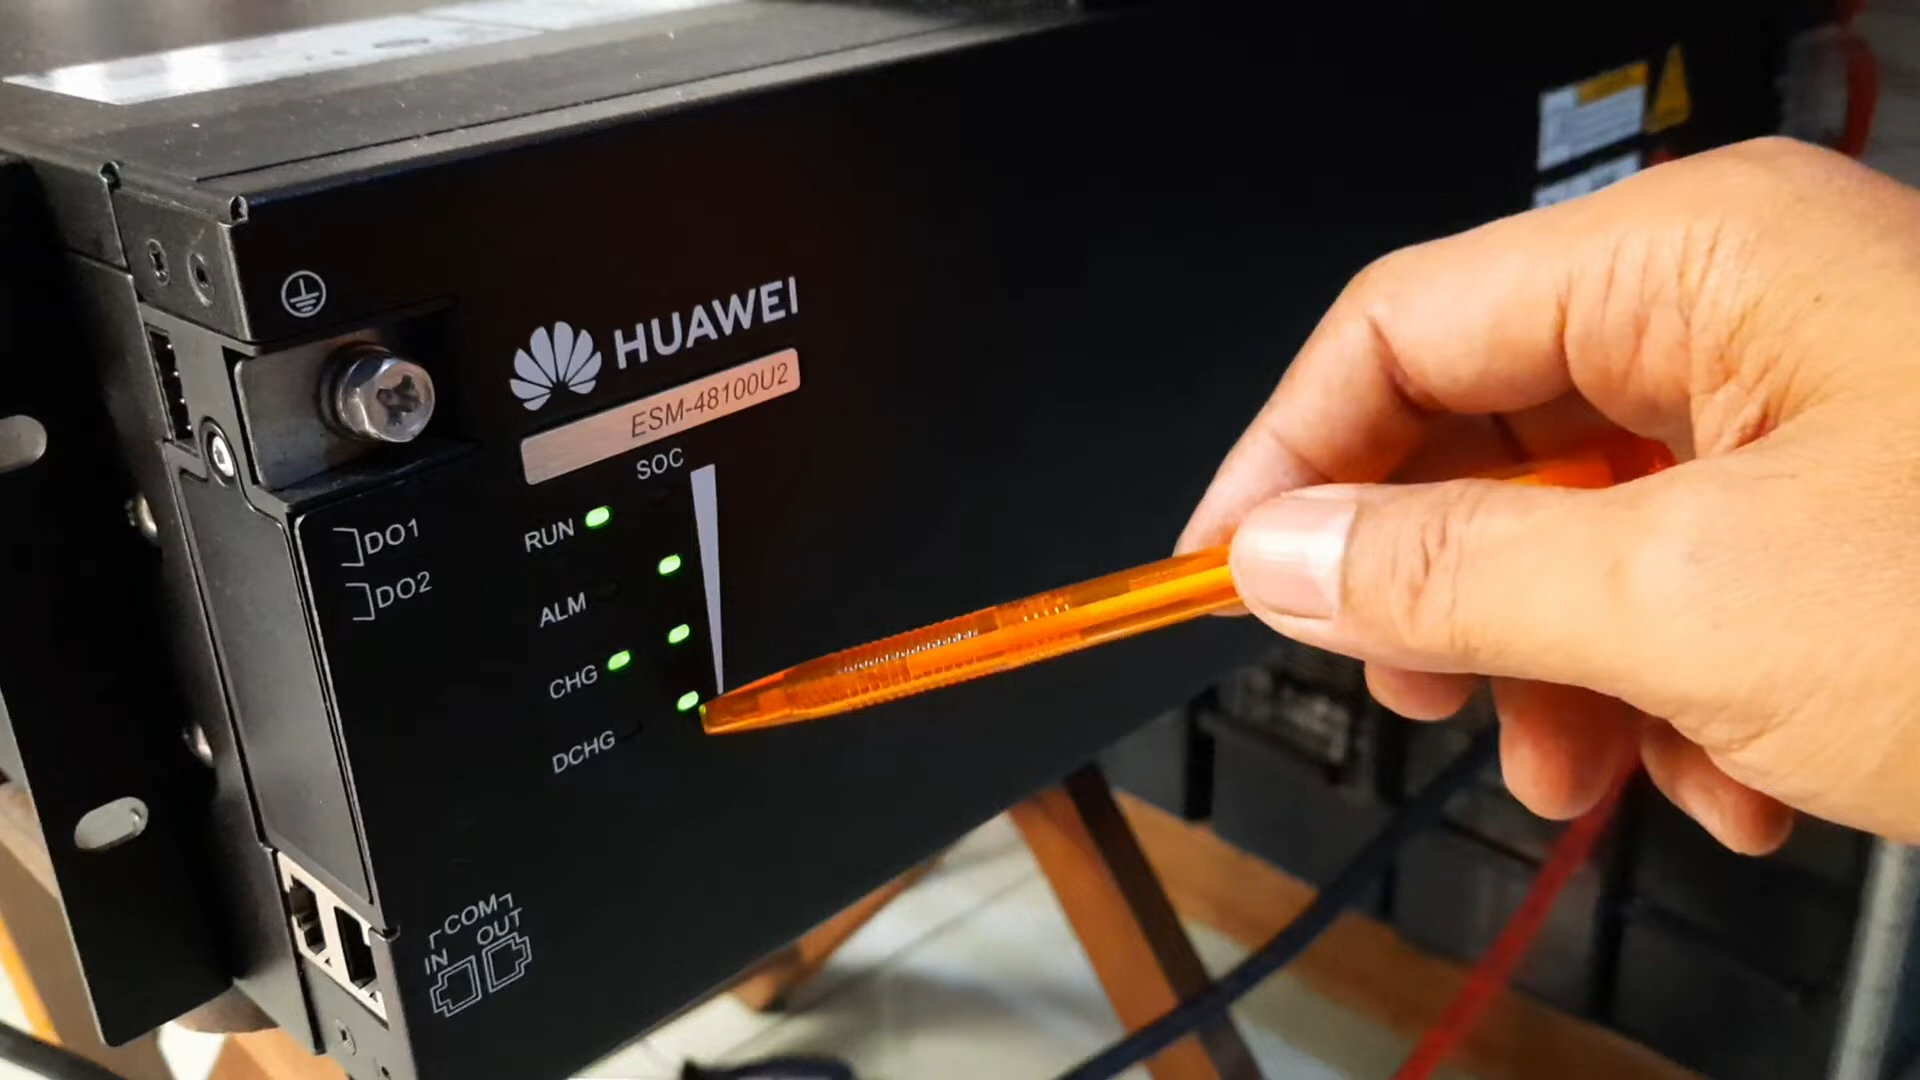 HUAWEI
ESM-48100U2
SOC
RUN
DO1
ALM
DO2
CHG
DCHG
COM
IN OUT